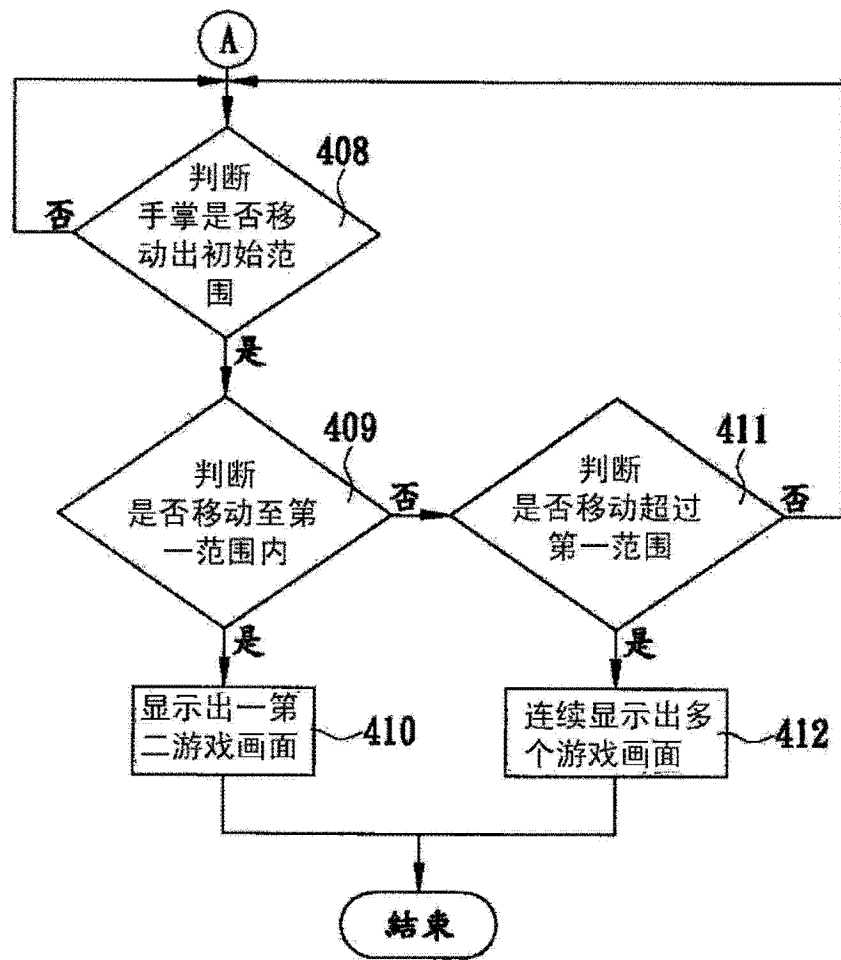 A
408
判断
手掌是否移
动出初始范
围
否
是
409
判断
是否移动至第
一范围内
否
411
判断
是否移动超过
第一范围
否
是
是
显示出一第
二游戏画面
410
连续显示出多
个游戏画面
412
結束